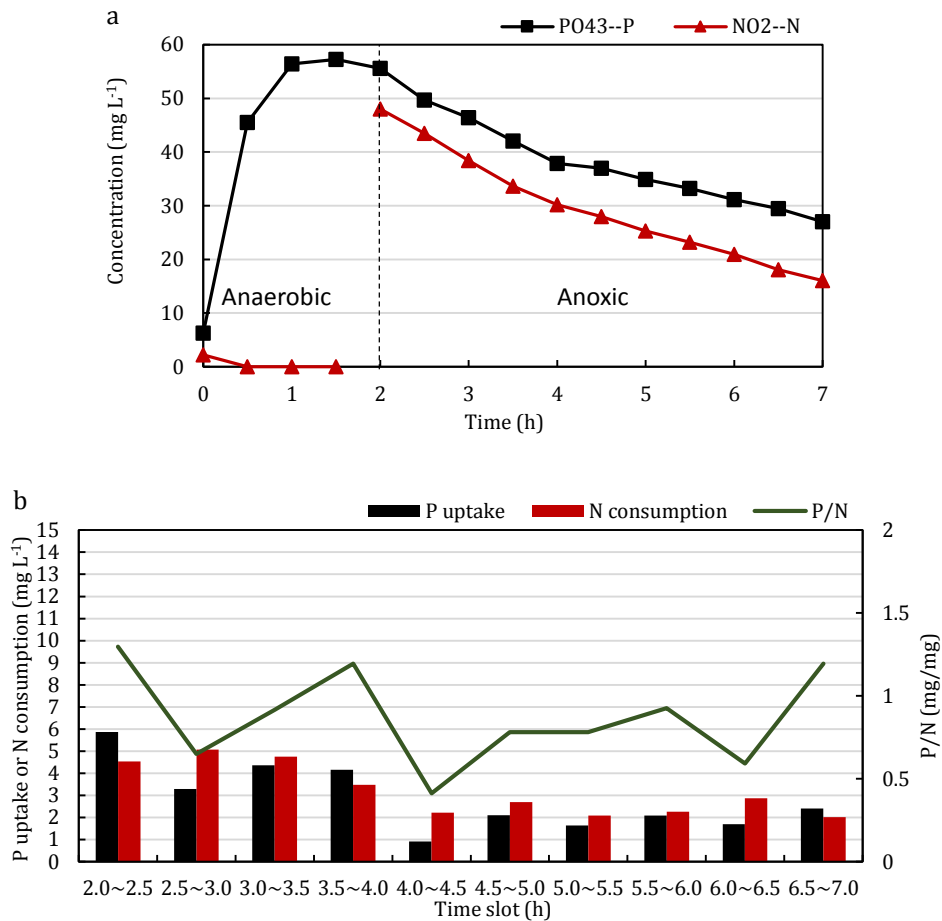 a
PO43--P NO2--N
60
50
40
30
20
10
0
Concentration (mg L-1)
Anaerobic Anoxic
0 1 2 3 4 5 6 7
Time (h)
b
P uptake N consumption P/N
15
14
13
12
11
10
9
8
7
6
5
4
3
2
1
0
P uptake or N consumption (mg L-1)
2
1.5
1
0.5
0
P/N (mg/mg)
2.0~2.5 2.5~3.0 3.0~3.5 3.5~4.0 4.0~4.5 4.5~5.0 5.0~5.5 5.5~6.0 6.0~6.5 6.5~7.0
Time slot (h)